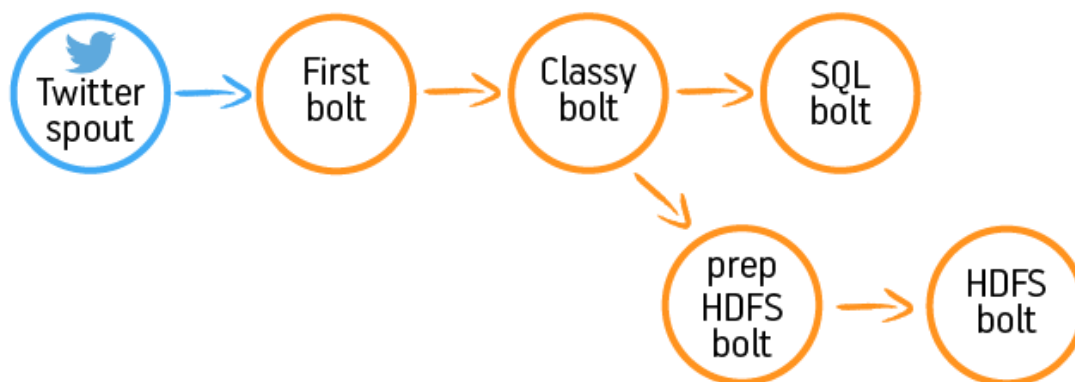 Twitter
spout
First
bolt
Classy
bolt
SQL
bolt
prep
HDFS
bolt
HDFS
bolt